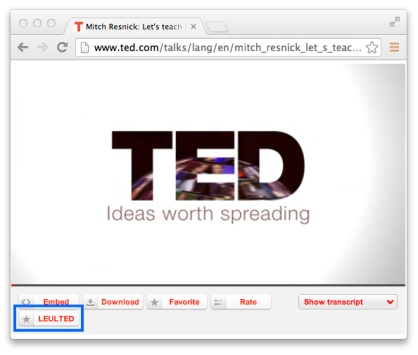 Mitch Resnick: Let's teach
www.ted.com/talks/lang/en/mitch_resnick_let_s_teac...
TED
Ideas worth spreading
Embed Download Favorite Rate Show transcript
LEULTED